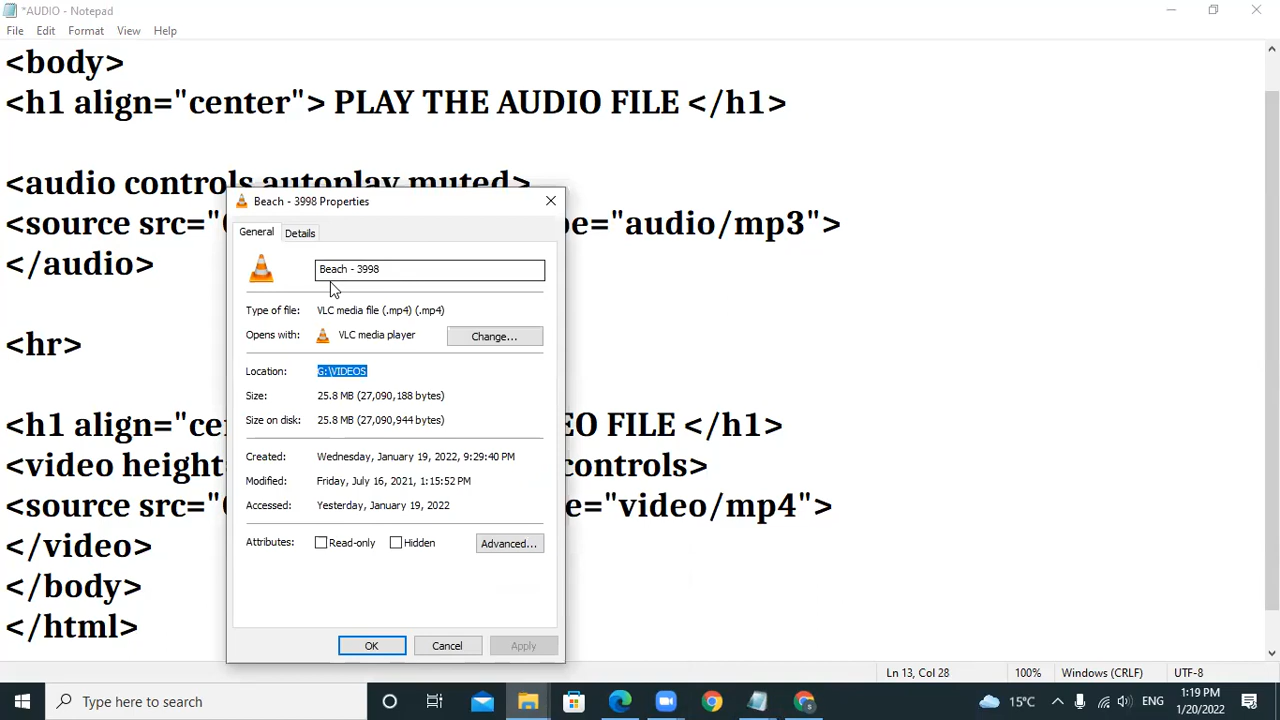 *AUDIO - Notepad
File Edit Format View Help
<body>
<h1 align="center"> PLAY THE AUDIO FILE </h1>
<audio controls autoplay muted>
<source src=" pe="audio/mp3">
</audio>
<hr>
<h1 align="ce EO FILE </h1>
<video height controls>
<source src=" e="video/mp4">
</video>
</body>
</html>
Beach - 3998 Properties
General Details
Beach - 3998
Type of file: VLC media file (.mp4) (.mp4)
Opens with: VLC media player Change...
Location: G:\VIDEOS
Size: 25.8 MB (27,090,188 bytes)
Size on disk: 25.8 MB (27,090,944 bytes)
Created: Wednesday, January 19, 2022, 9:29:40 PM
Modified: Friday, July 16, 2021, 1:15:52 PM
Accessed: Yesterday, January 19, 2022
Attributes: Read-only Hidden Advanced...
OK Cancel Apply
Ln 13, Col 28 100% Windows (CRLF) UTF-8
Type here to search
15°C ENG 1:19 PM
1/20/2022